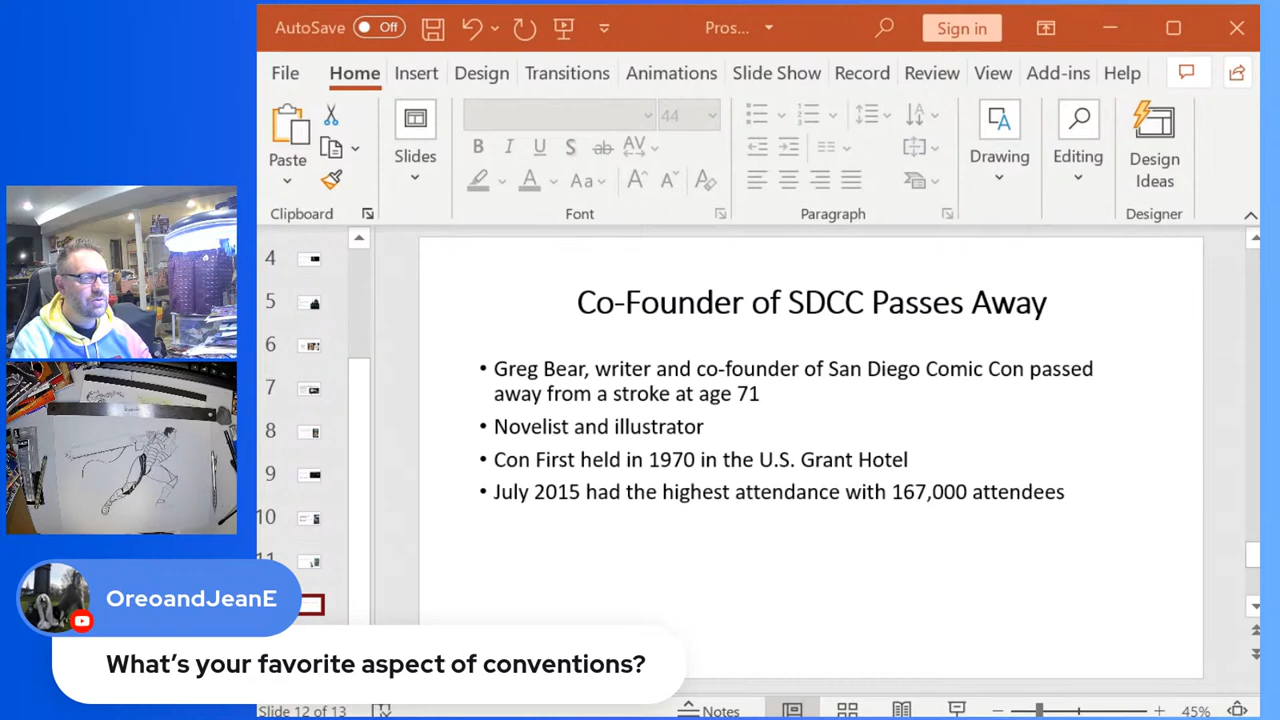 AutoSave Off Pros... Sign in
File Home Insert Design Transitions Animations Slide Show Record Review View Add-ins Help
44
B I U S ab AV
Aa A A A
Paste Slides Drawing Editing Design Ideas
Clipboard Font Paragraph Designer
4
5
6
7
8
9
10
11
Co-Founder of SDCC Passes Away
• Greg Bear, writer and co-founder of San Diego Comic Con passed
away from a stroke at age 71
• Novelist and illustrator
• Con First held in 1970 in the U.S. Grant Hotel
• July 2015 had the highest attendance with 167,000 attendees
OreoandJeanE
What's your favorite aspect of conventions?
Slide 12 of 13 Notes 45%